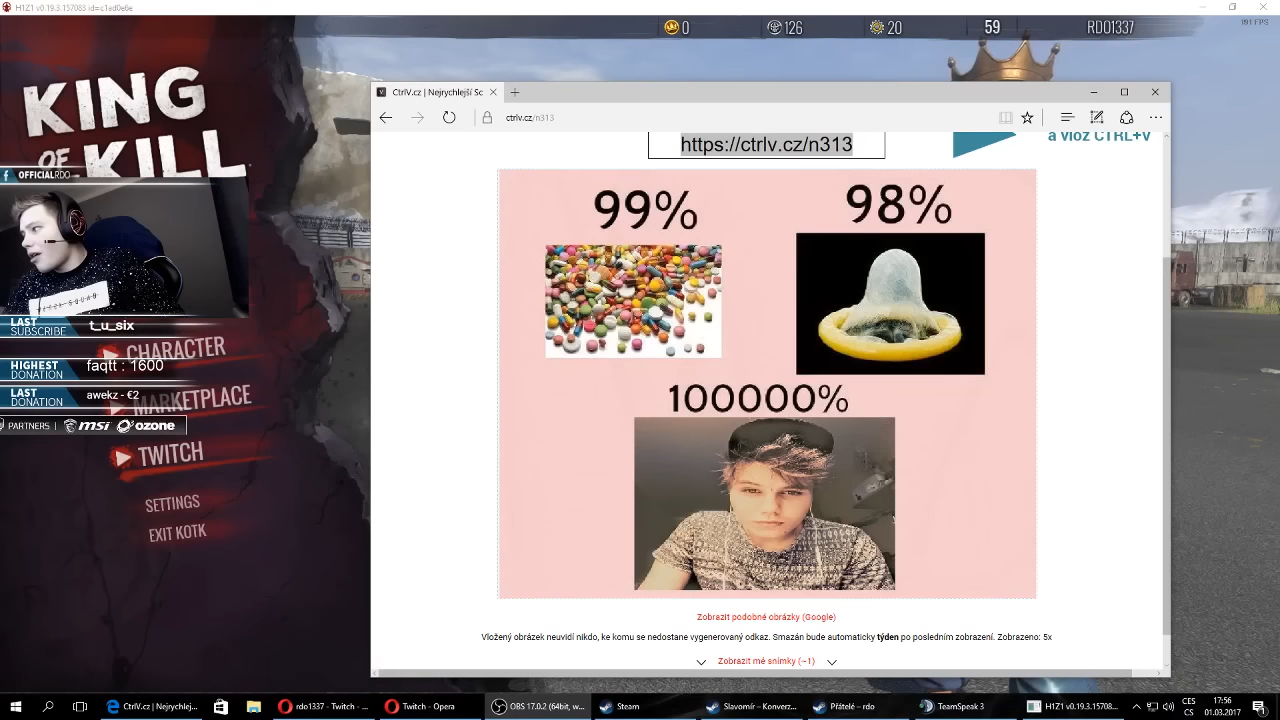 H1Z1 v0.19.3.157083 id=c1ad0e6e
0
126
20
59
RDO1337
191 FPS
KING
OF KILL
OFFICIALRDO
LAST
SUBSCRIBE
t_u_six
CHARACTER
HIGHEST
DONATION
faqtt : 1600
LAST
DONATION
awekz - €2
MARKETPLACE
PARTNERS | msi ozone
TWITCH
SETTINGS
EXIT KOTK
CtrlV.cz | Nejrychlejší Sc
ctrlv.cz/n313
https://ctrlv.cz/n313
a vlož CTRL+V
99%
98%
100000%
Zobrazit podobné obrázky (Google)
Vložený obrázek neuvidí nikdo, ke komu se nedostane vygenerovaný odkaz. Smazán bude automaticky týden po posledním zobrazení. Zobrazeno: 5x
Zobrazit mé snímky (~1)
CtrlV.cz | Nejrychlej...
rdo1337 - Twitch - ...
Twitch - Opera
OBS 17.0.2 (64bit, w...
Steam
Slavomír – Konverz...
Přátelé – rdo
TeamSpeak 3
H1Z1 v0.19.3.15708...
CES
CS
17:56
01.03.2017